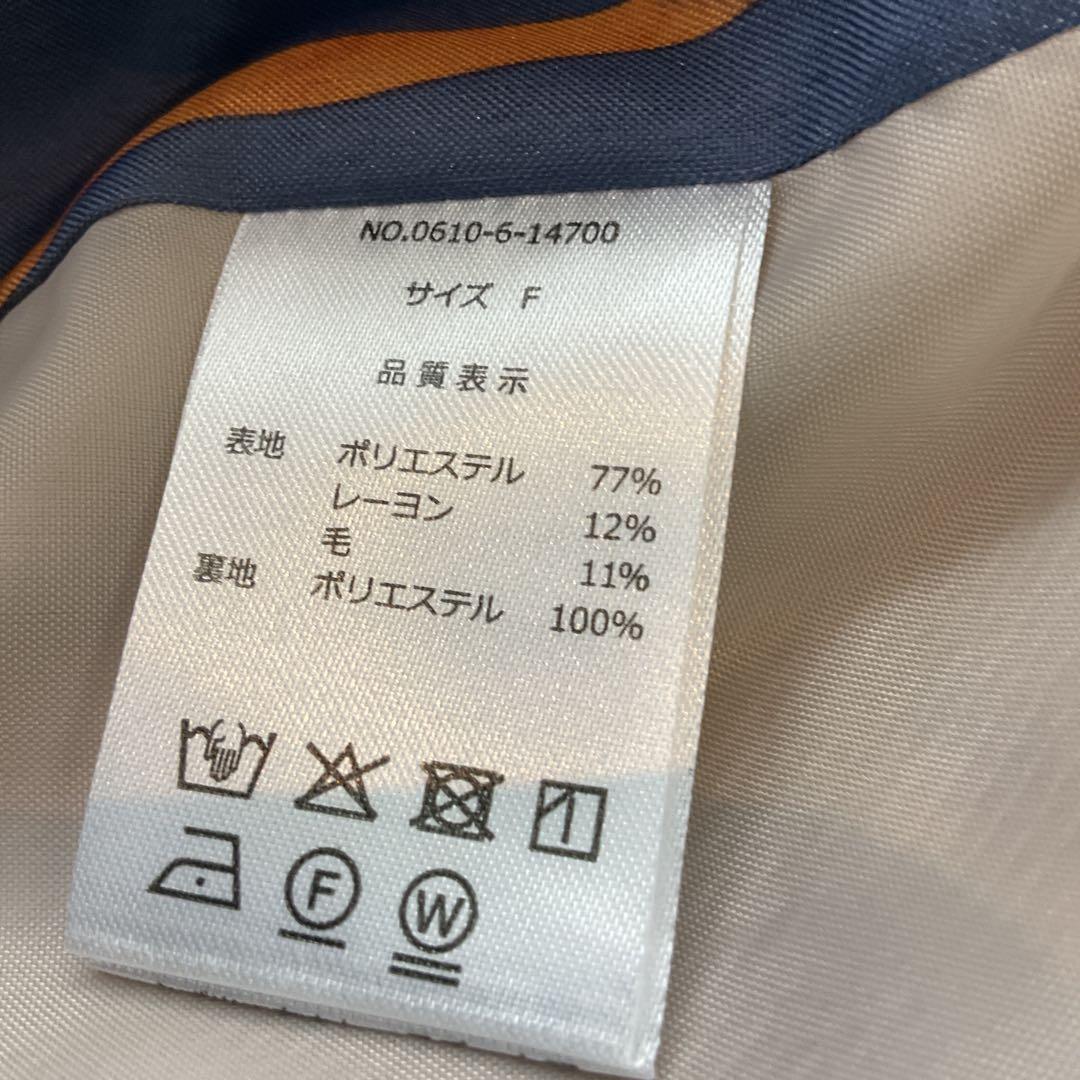 NO.0610-6-14700
サイズ F
品質表示
表地 ポリエステル 77%
レーヨン 12%
毛 11%
裏地 ポリエステル 100%
F
W